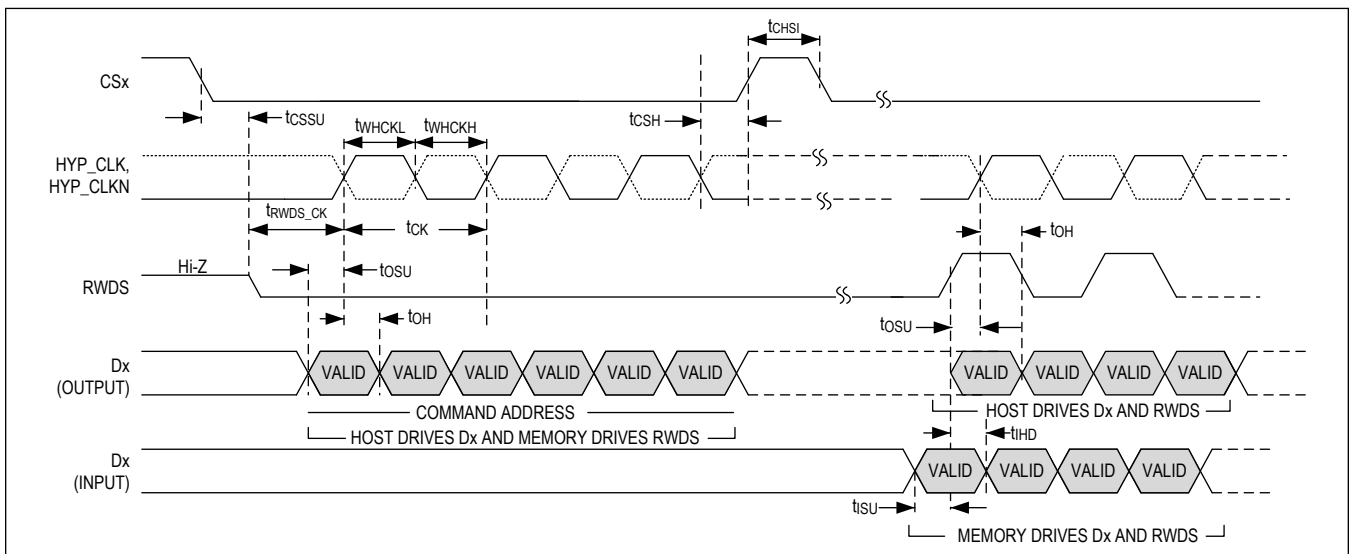 tCHSI
CSx
tCSSU
tWHCKL
tWHCKH
tCSH
HYP_CLK,
HYP_CLKN
tRWDS_CK
tCK
tOH
Hi-Z
tOSU
RWDS
tOH
tOSU
Dx
(OUTPUT)
VALID VALID VALID VALID VALID VALID
VALID VALID VALID VALID
COMMAND ADDRESS
HOST DRIVES Dx AND RWDS
HOST DRIVES Dx AND MEMORY DRIVES RWDS
tIHD
Dx
(INPUT)
VALID VALID VALID VALID
tISU
MEMORY DRIVES Dx AND RWDS